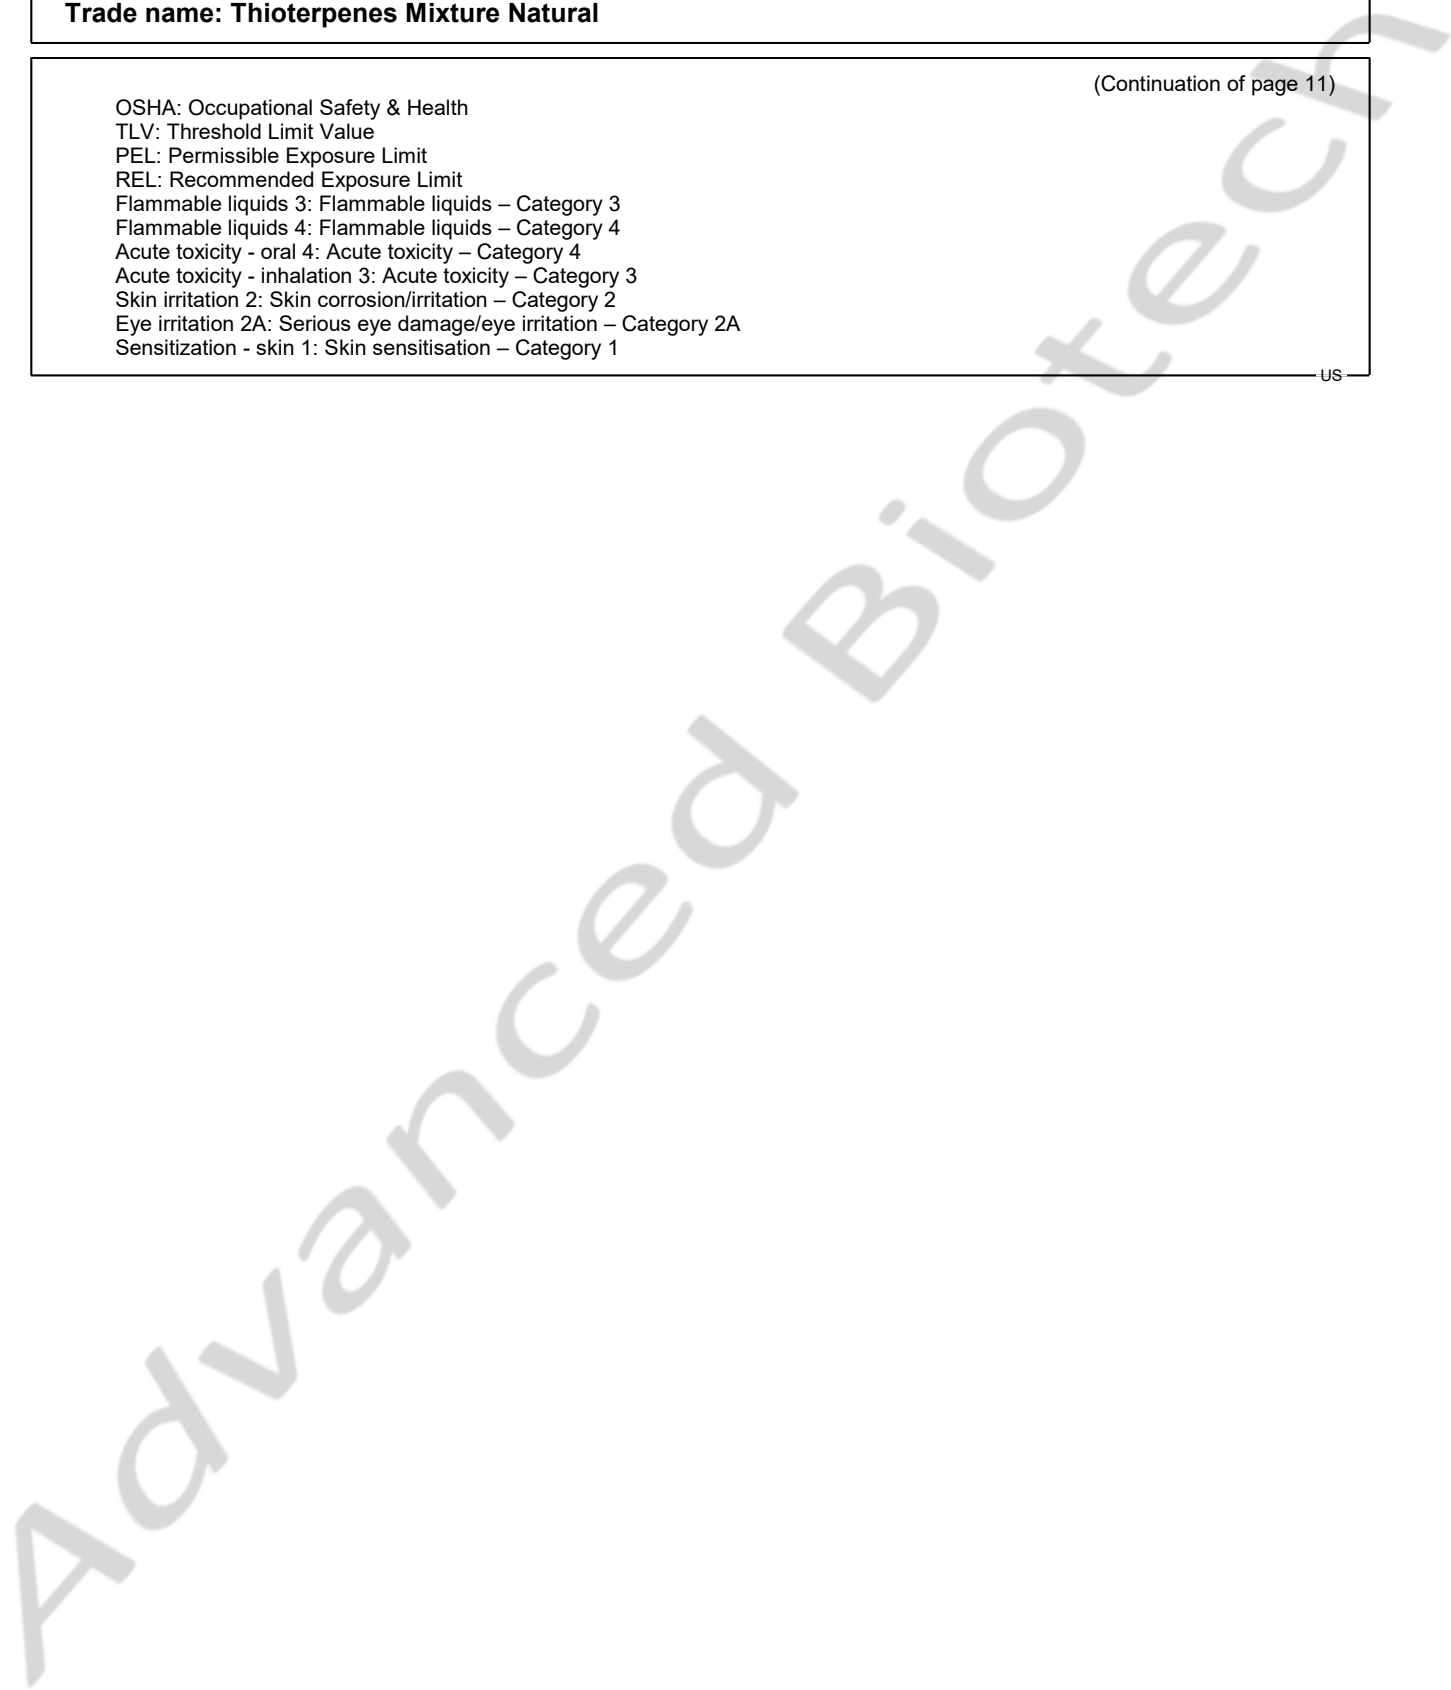 Trade name: Thioterpenes Mixture Natural
(Continuation of page 11)
OSHA: Occupational Safety & Health
TLV: Threshold Limit Value
PEL: Permissible Exposure Limit
REL: Recommended Exposure Limit
Flammable liquids 3: Flammable liquids – Category 3
Flammable liquids 4: Flammable liquids – Category 4
Acute toxicity - oral 4: Acute toxicity – Category 4
Acute toxicity - inhalation 3: Acute toxicity – Category 3
Skin irritation 2: Skin corrosion/irritation – Category 2
Eye irritation 2A: Serious eye damage/eye irritation – Category 2A
Sensitization - skin 1: Skin sensitisation – Category 1
US
Advanced Biotech